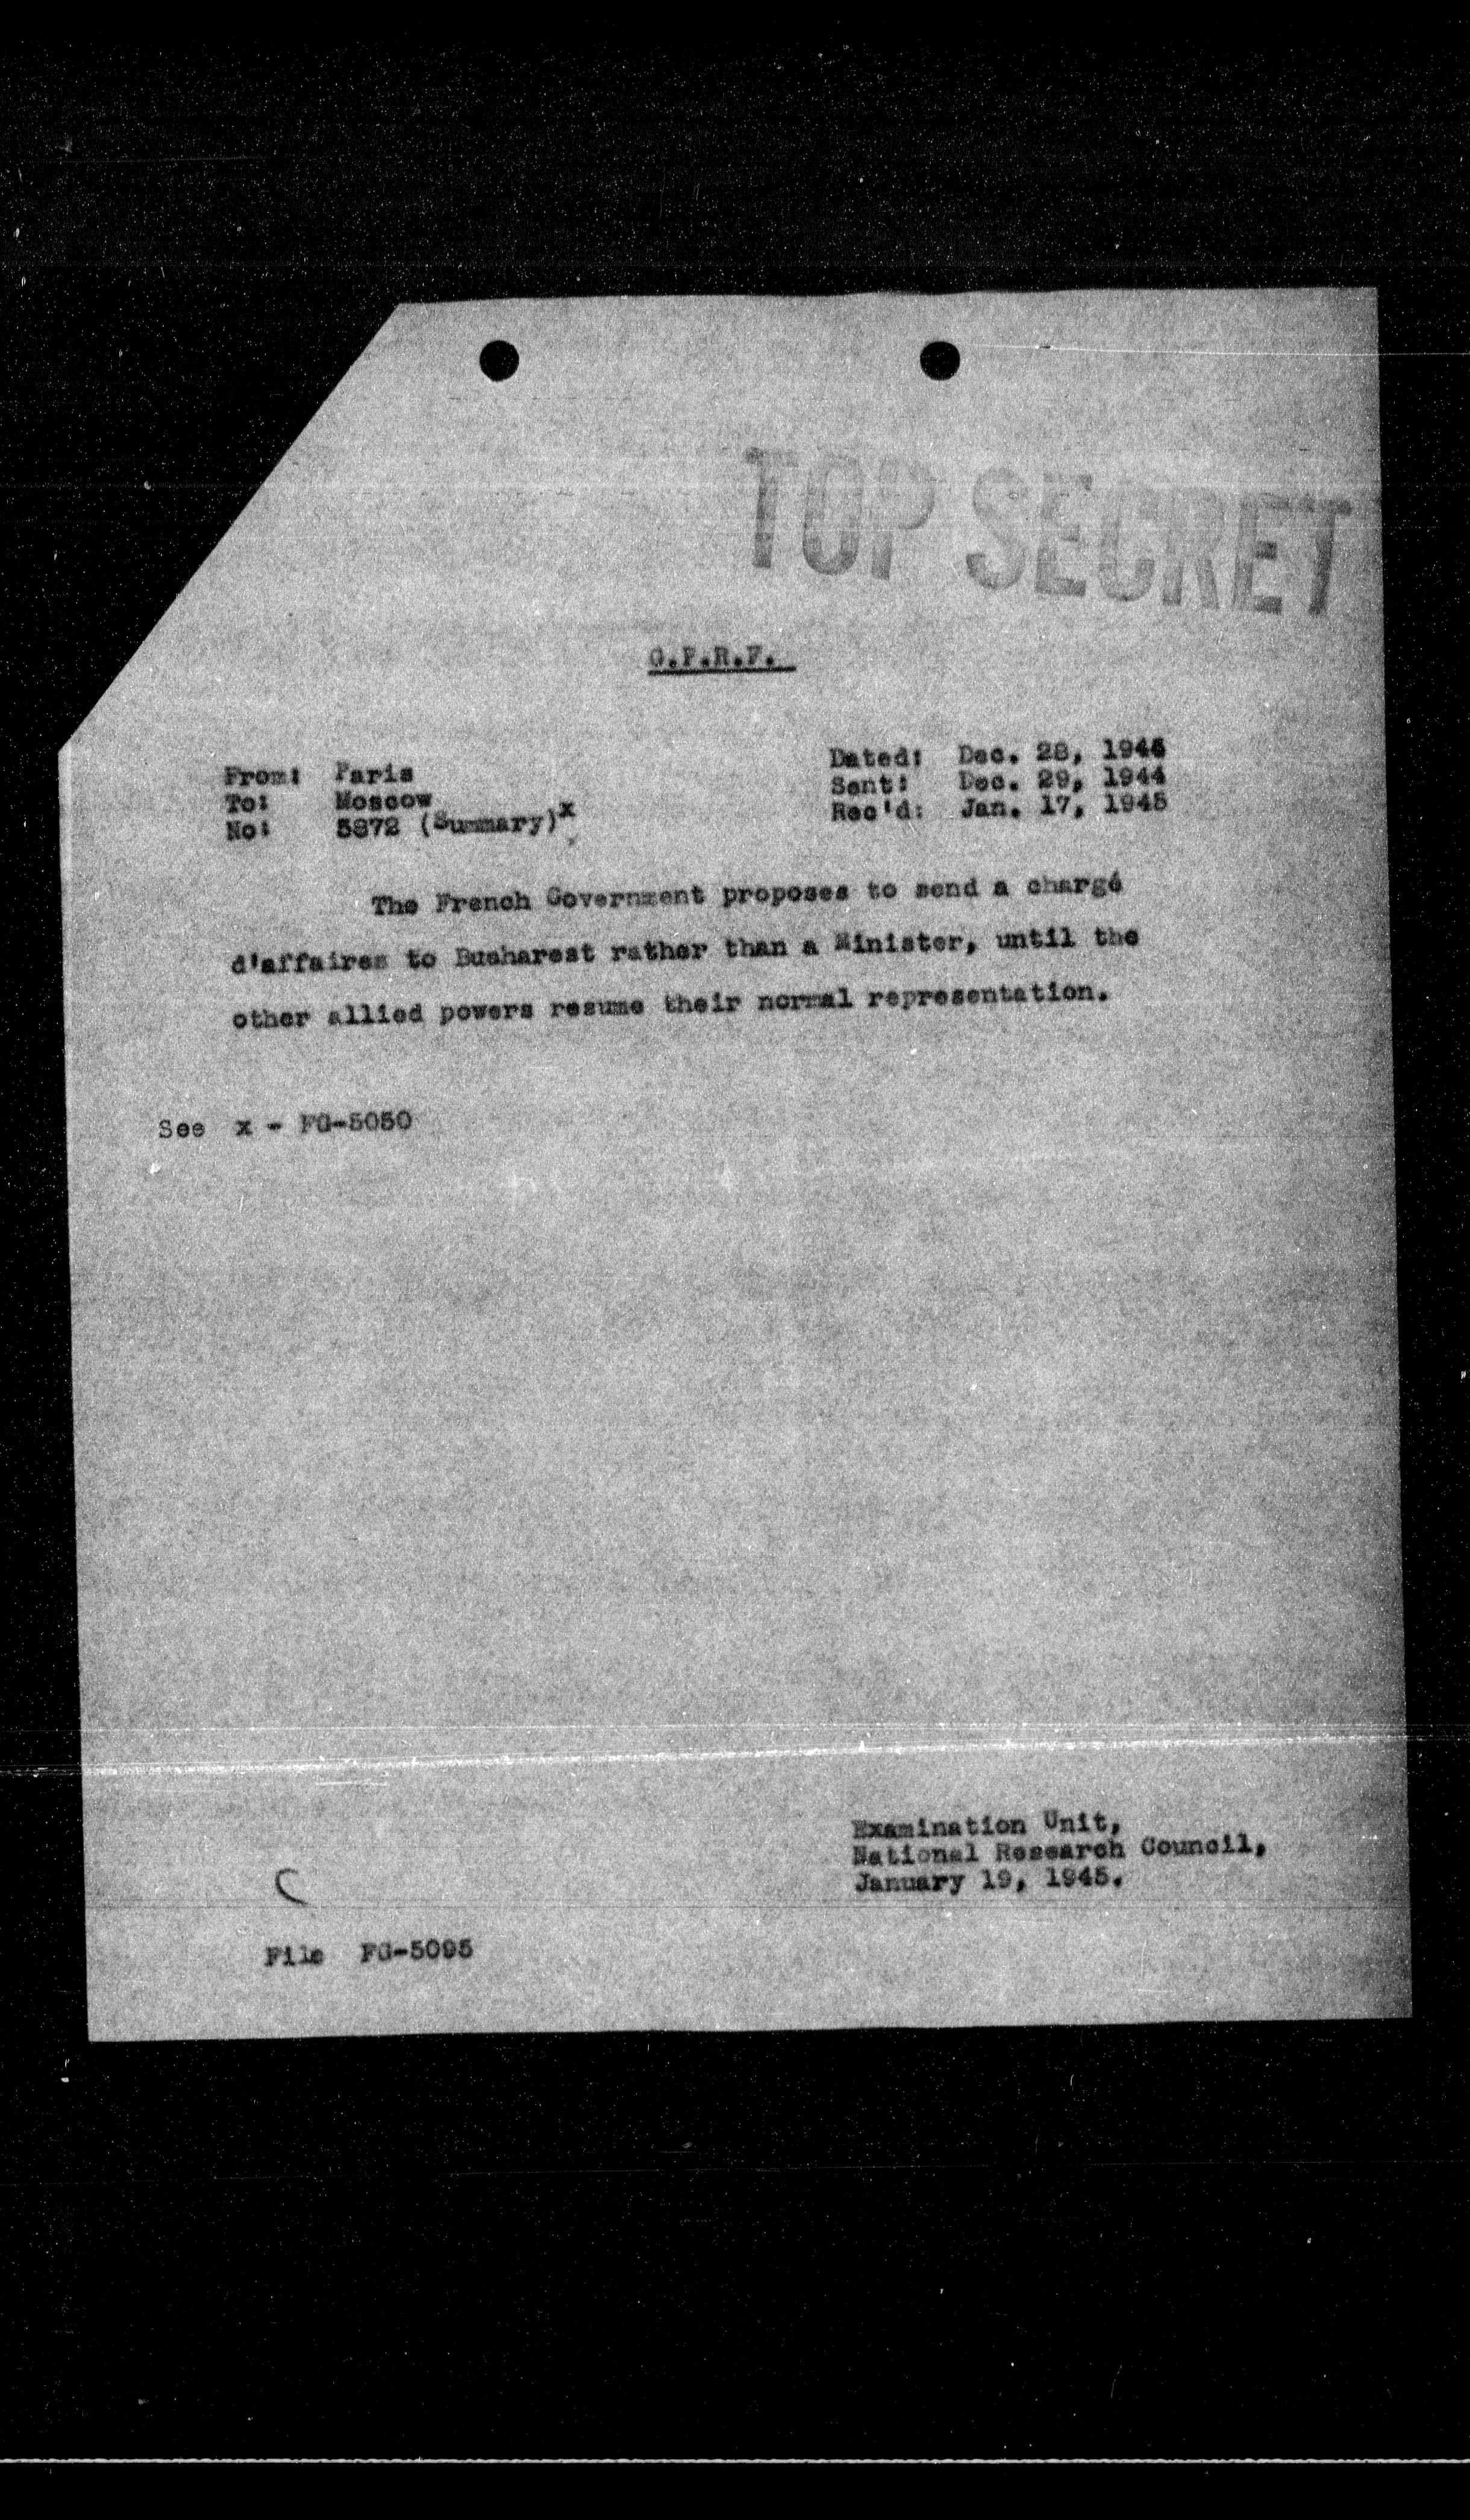 TOP SECRET
G.P.R.F.
From: Paris
To: Moscow
No: 5872 (Summary)x
Dated: Dec. 28, 1944
Sent: Dec. 29, 1944
Rec'd: Jan. 17, 1945
The French Government proposes to send a chargé
d'affaires to Bucharest rather than a Minister, until the
other allied powers resume their normal representation.
See x - FG-5050
Examination Unit,
National Research Council,
January 19, 1945.
C
File FG-5095